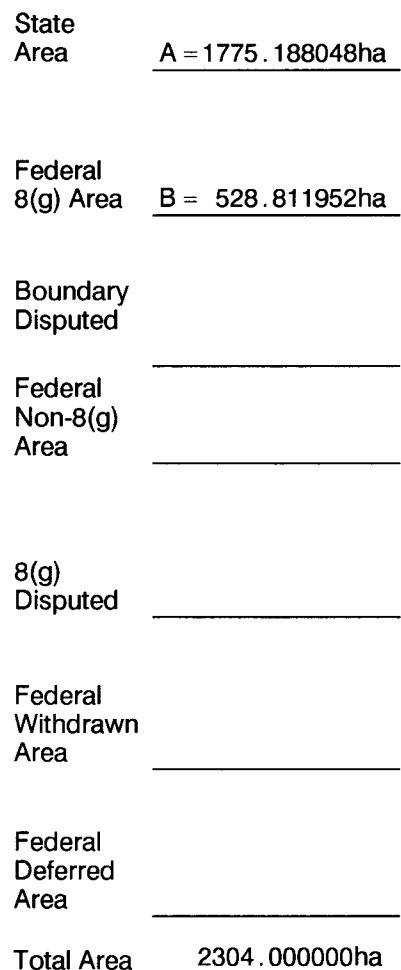 State
Area A = 1775.188048ha
Federal
8(g) Area B = 528.811952ha
Boundary
Disputed
Federal
Non-8(g)
Area
8(g)
Disputed
Federal
Withdrawn
Area
Federal
Deferred
Area
Total Area 2304.000000ha